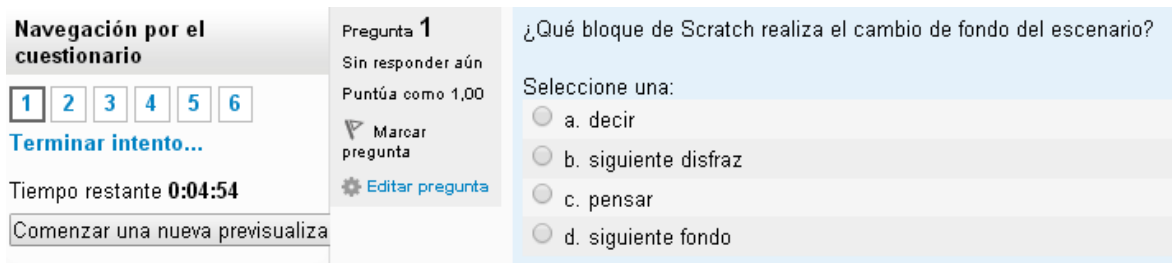 Navegación por el
cuestionario
1 2 3 4 5 6
Terminar intento...
Tiempo restante 0:04:54
Comenzar una nueva previsualiza
Pregunta 1
Sin responder aún
Puntúa como 1,00
Marcar
pregunta
Editar pregunta
¿Qué bloque de Scratch realiza el cambio de fondo del escenario?
Seleccione una:
a. decir
b. siguiente disfraz
c. pensar
d. siguiente fondo